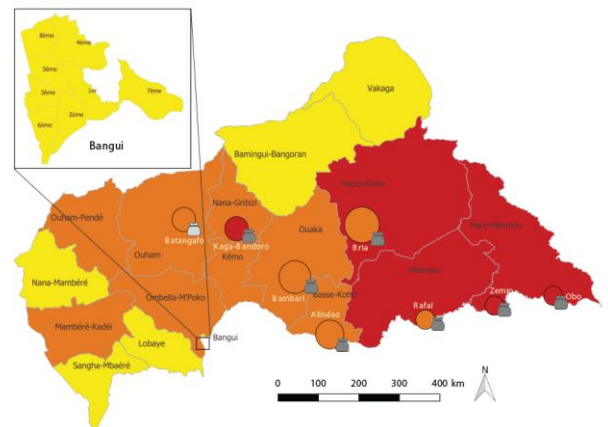 8ème
4ème
5ème
3ème
1er
7ème
2ème
6ème
Bangui
Vakaga
Bamingui-Bangoran
Haute-Kotto
Nana-Gribizi
Ouham-Pendé
Ouaka
Haut-Mbomou
Batangafo
Kaga-Bandoro
Bria
Ouham
Kémo
Mbomou
Nana-Mambéré
Bambari
Basse-Kotto
Zemio
Obo
Ombella-M'Poko
Alindao
Rafaï
Mambéré-Kadéï
Bangui
Lobaye
Sangha-Mbaéré
0 100 200 300 400 km
N